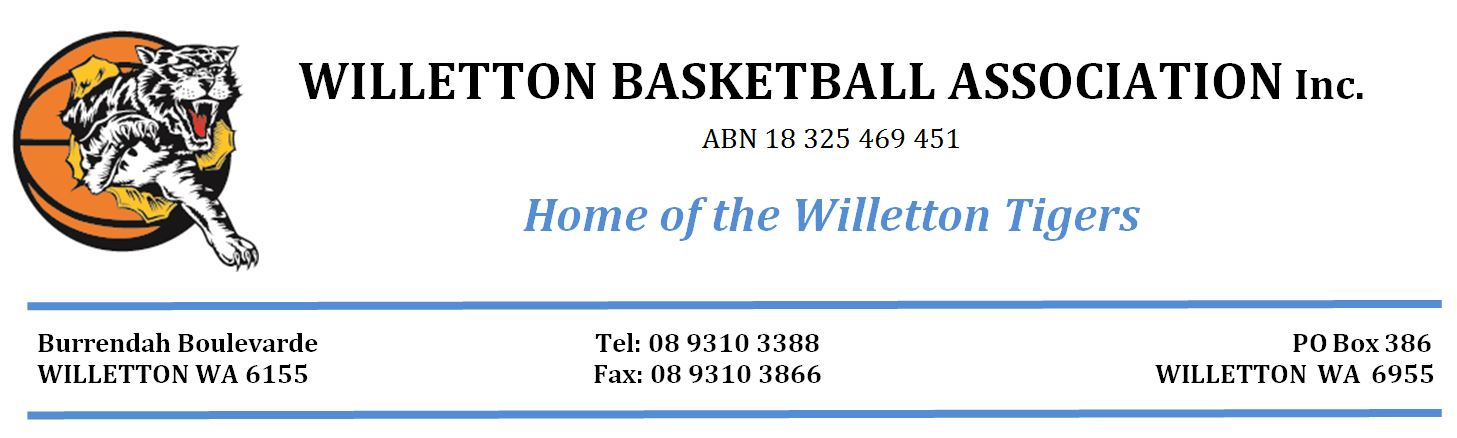 WILLETTON BASKETBALL ASSOCIATION Inc.
ABN 18 325 469 451
Home of the Willetton Tigers
Burrendah Boulevarde
WILLETTON WA 6155
Tel: 08 9310 3388
Fax: 08 9310 3866
PO Box 386
WILLETTON WA 6955